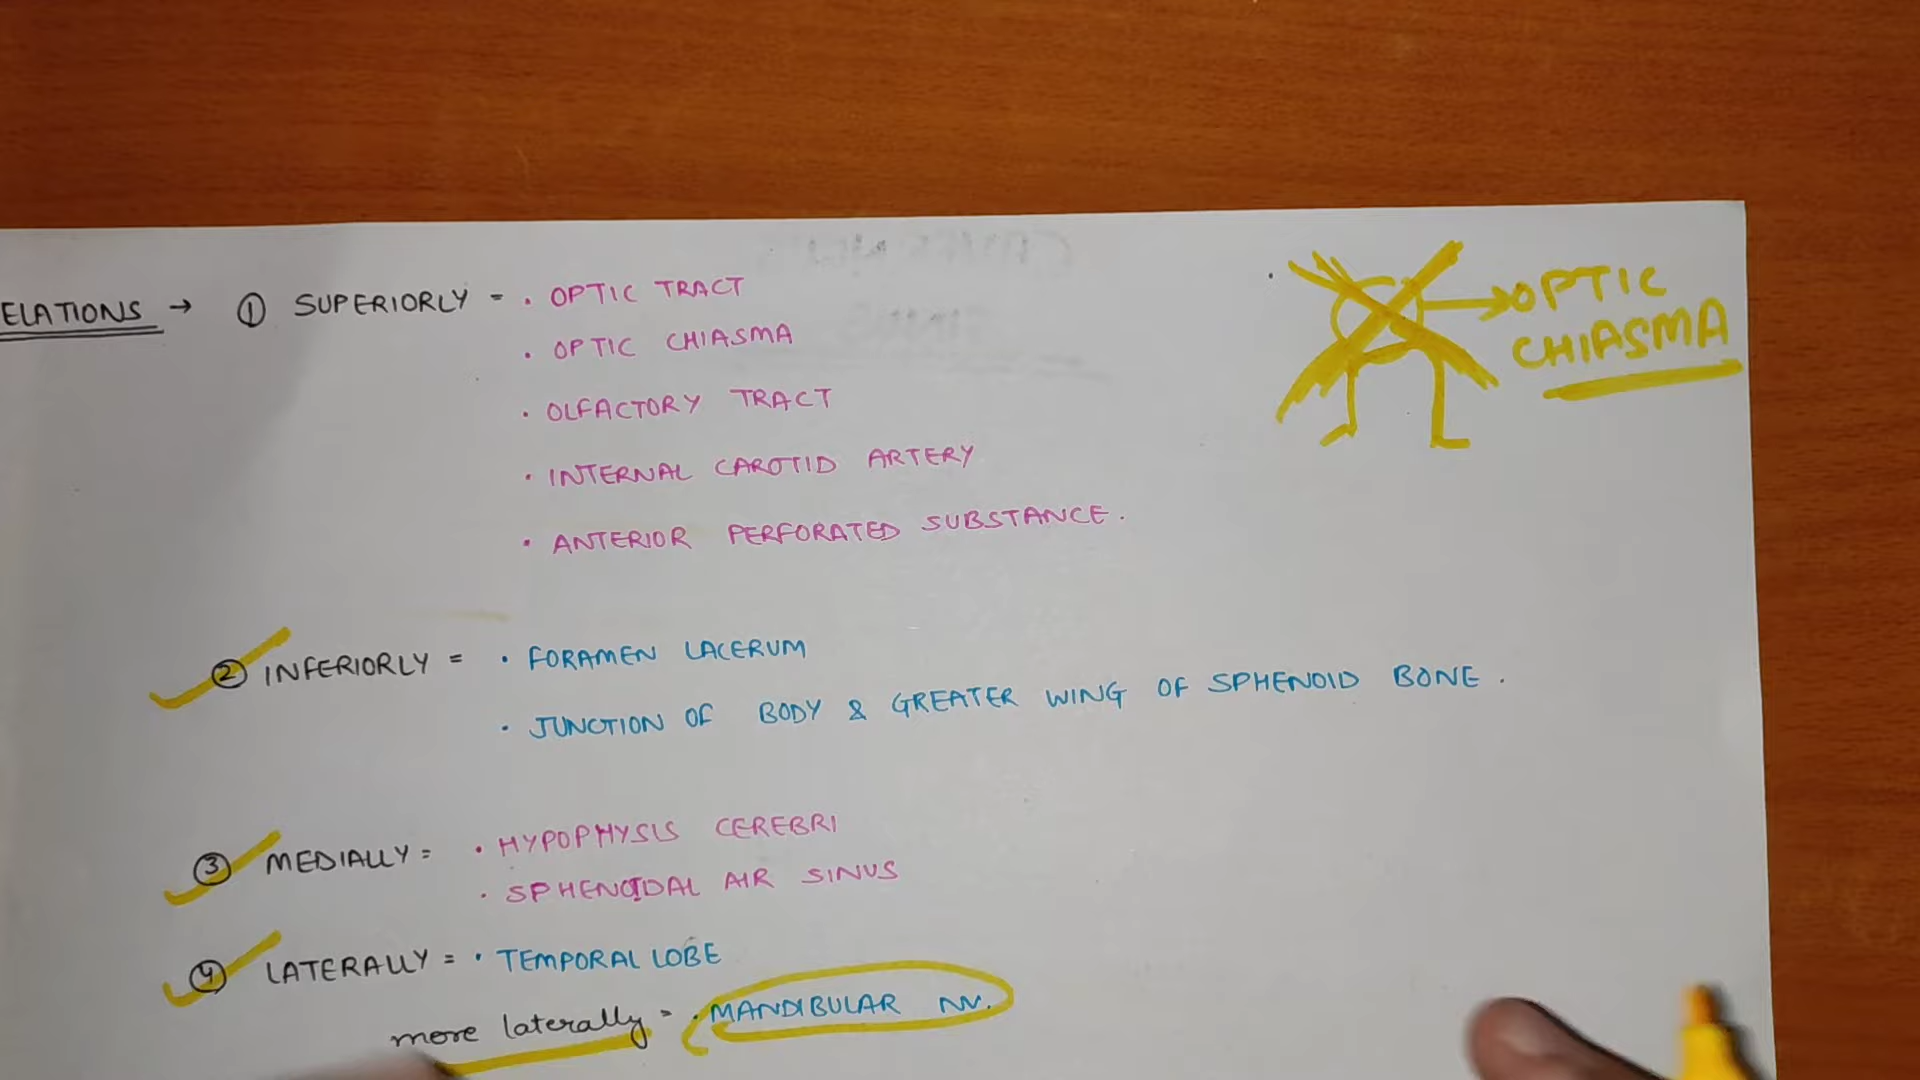 ELATIONS → ① SUPERIORLY = • OPTIC TRACT
• OPTIC CHIASMA
• OLFACTORY TRACT
• INTERNAL CAROTID ARTERY
• ANTERIOR PERFORATED SUBSTANCE.
→ OPTIC
CHIASMA
② INFERIORLY = • FORAMEN LACERUM
• JUNCTION OF BODY & GREATER WING OF SPHENOID BONE.
③ MEDIALLY = • HYPOPHYSIS CEREBRI
• SPHENOIDAL AIR SINUS
④ LATERALLY = • TEMPORAL LOBE
more laterally = • MANDIBULAR NV.